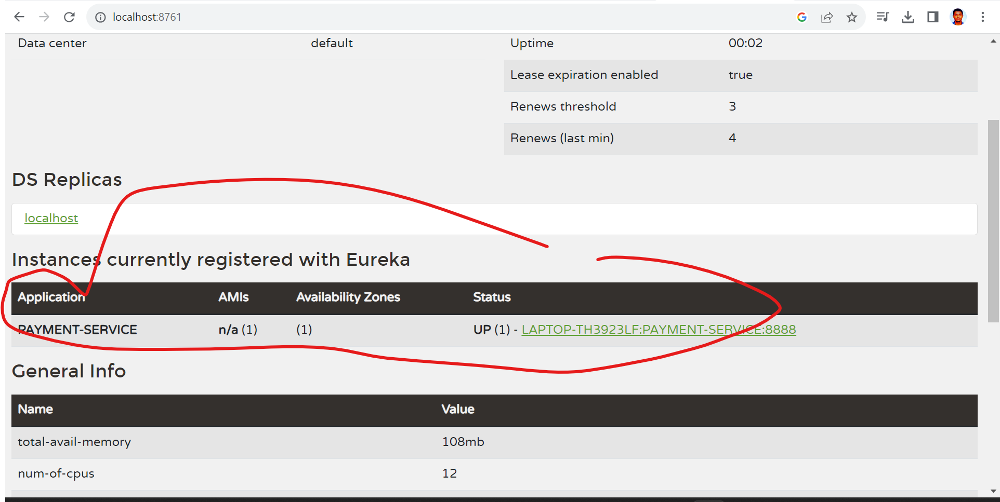 localhost:8761
Data center default
Uptime 00:02
Lease expiration enabled true
Renews threshold 3
Renews (last min) 4
DS Replicas
localhost
Instances currently registered with Eureka
Application AMIs Availability Zones Status
PAYMENT-SERVICE n/a (1) (1) UP (1) - LAPTOP-TH3923LF:PAYMENT-SERVICE:8888
General Info
Name Value
total-avail-memory 108mb
num-of-cpus 12